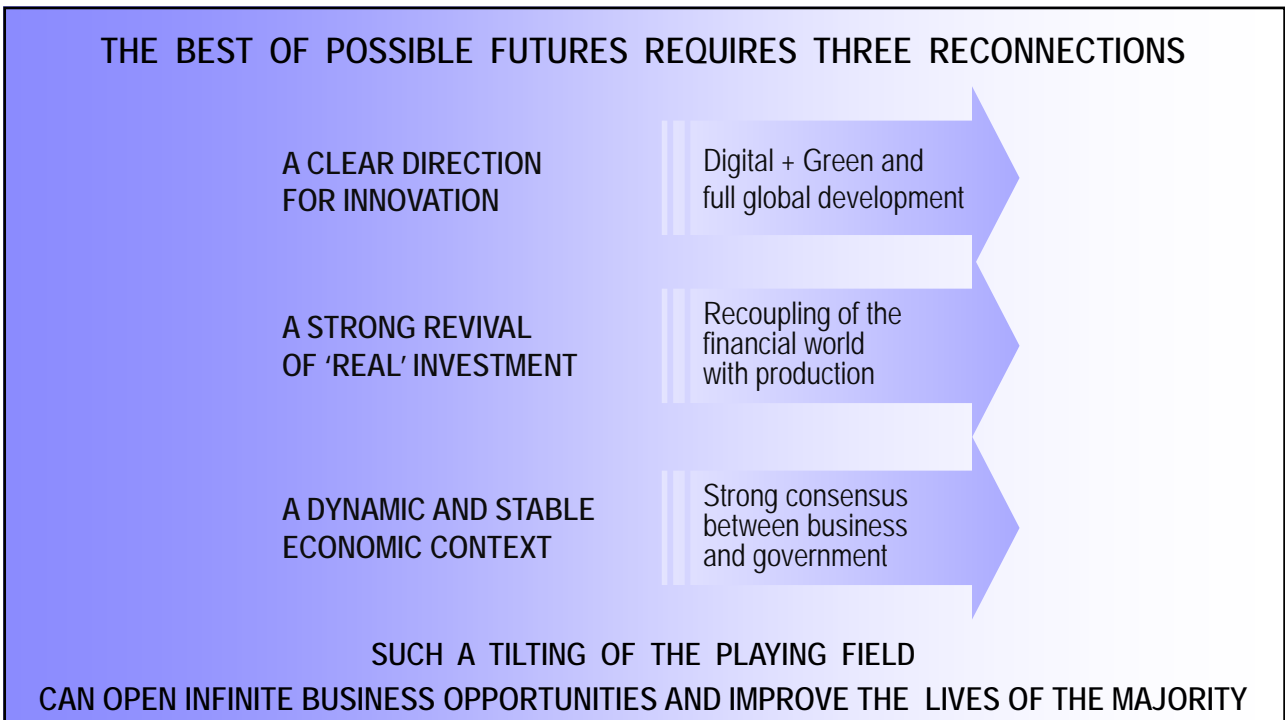 THE BEST OF POSSIBLE FUTURES REQUIRES THREE RECONNECTIONS
A CLEAR DIRECTION
FOR INNOVATION
Digital + Green and
full global development
A STRONG REVIVAL
OF ‘REAL’ INVESTMENT
Recoupling of the
financial world
with production
A DYNAMIC AND STABLE
ECONOMIC CONTEXT
Strong consensus
between business
and government
SUCH A TILTING OF THE PLAYING FIELD
CAN OPEN INFINITE BUSINESS OPPORTUNITIES AND IMPROVE THE LIVES OF THE MAJORITY